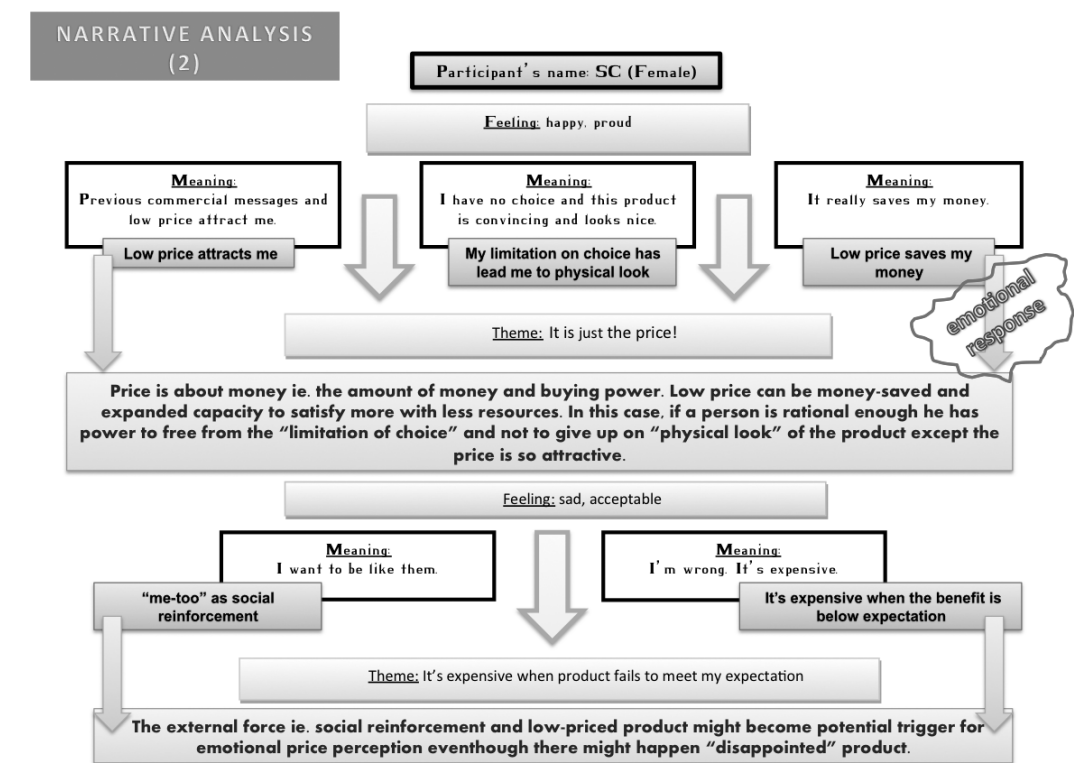 NARRATIVE ANALYSIS
(2)
Participant's name: SC (Female)
Feeling: happy, proud
Meaning:
Previous commercial messages and
low price attract me.
Low price attracts me
Meaning:
I have no choice and this product
is convincing and looks nice.
My limitation on choice has
lead me to physical look
Meaning:
It really saves my money.
Low price saves my
money
emotional
response
Theme: It is just the price!
Price is about money ie. the amount of money and buying power. Low price can be money-saved and
expanded capacity to satisfy more with less resources. In this case, if a person is rational enough he has
power to free from the “limitation of choice” and not to give up on “physical look” of the product except the
price is so attractive.
Feeling: sad, acceptable
Meaning:
I want to be like them.
“me-too” as social
reinforcement
Meaning:
I'm wrong. It's expensive.
It's expensive when the benefit is
below expectation
Theme: It's expensive when product fails to meet my expectation
The external force ie. social reinforcement and low-priced product might become potential trigger for
emotional price perception eventhough there might happen “disappointed” product.